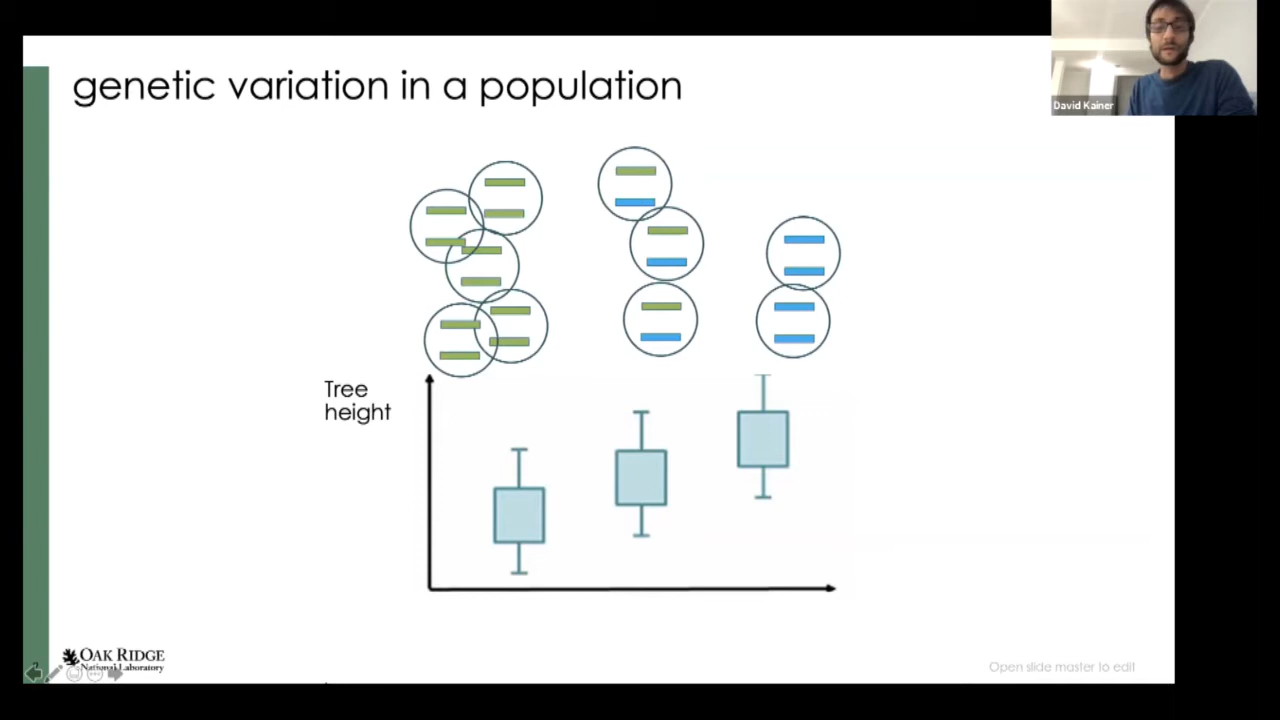 genetic variation in a population
David Kainer
Tree
height
OAK RIDGE
National Laboratory
Open slide master to edit